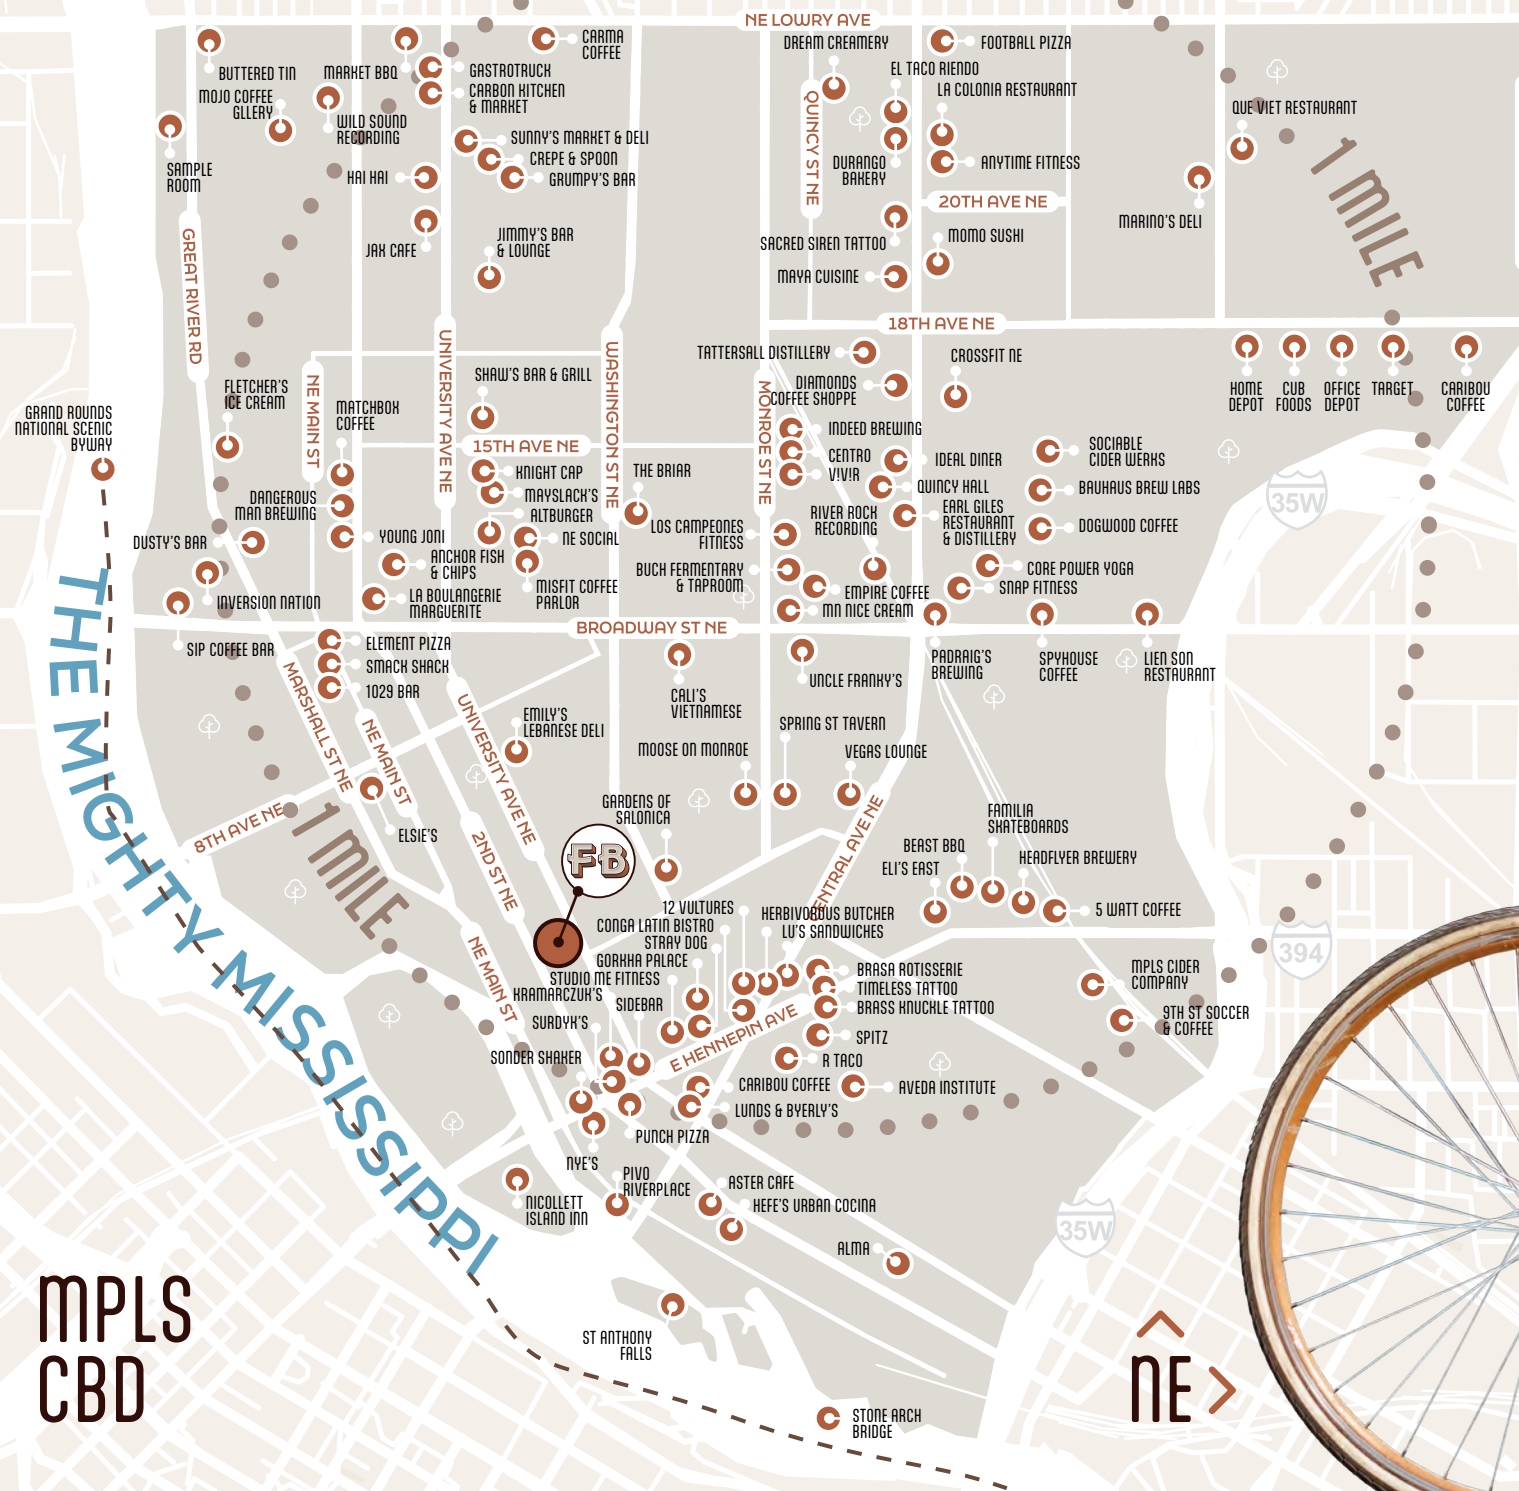 NE LOWRY AVE
CARMA
COFFEE
DREAM CREAMERY
FOOTBALL PIZZA
BUTTERED TIN
MARKET BBQ
GASTROTRUCK
EL TACO RIENDO
CARBON KITCHEN
& MARKET
LA COLONIA RESTAURANT
MOJO COFFEE
GLLERY
QUE VIET RESTAURANT
WILD SOUND
RECORDING
SUNNY'S MARKET & DELI
CREPE & SPOON
GRUMPY'S BAR
QUINCY ST NE
DURANGO
BAKERY
ANYTIME FITNESS
1 MILE
SAMPLE
ROOM
HAI HAI
20TH AVE NE
MARINO'S DELI
JAX CAFE
JIMMY'S BAR
& LOUNGE
SACRED SIREN TATTOO
MOMO SUSHI
MAYA CUISINE
GREAT RIVER RD
18TH AVE NE
TATTERSALL DISTILLERY
CROSSFIT NE
UNIVERSITY AVE NE
WASHINGTON ST NE
SHAW'S BAR & GRILL
DIAMONDS
COFFEE SHOPPE
HOME
DEPOT
CUB
FOODS
OFFICE
DEPOT
TARGET
CARIBOU
COFFEE
FLETCHER'S
ICE CREAM
NE MAIN ST
MATCHBOX
COFFEE
MONROE ST NE
GRAND ROUNDS
NATIONAL SCENIC
BYWAY
15TH AVE NE
INDEED BREWING
CENTRO
V!V!R
IDEAL DINER
SOCIABLE
CIDER WERKS
KNIGHT CAP
MAYSLACK'S
ALTBURGER
THE BRIAR
QUINCY HALL
BAUHAUS BREW LABS
35W
DANGEROUS
MAN BREWING
RIVER ROCK
RECORDING
EARL GILES
RESTAURANT
& DISTILLERY
DOGWOOD COFFEE
DUSTY'S BAR
YOUNG JONI
NE SOCIAL
LOS CAMPEONES
FITNESS
ANCHOR FISH
& CHIPS
BUCH FERMENTARY
& TAPROOM
CORE POWER YOGA
SNAP FITNESS
MISFIT COFFEE
PARLOR
EMPIRE COFFEE
MN NICE CREAM
INVERSION NATION
LA BOULANGERIE
MARGUERITE
BROADWAY ST NE
SIP COFFEE BAR
ELEMENT PIZZA
SMACK SHACK
1029 BAR
CALI'S
VIETNAMESE
UNCLE FRANKY'S
PADRAIG'S
BREWING
SPYHOUSE
COFFEE
LIEN SON
RESTAURANT
MARSHALL ST NE
NE MAIN ST
UNIVERSITY AVE NE
EMILY'S
LEBANESE DELI
SPRING ST TAVERN
MOOSE ON MONROE
VEGAS LOUNGE
THE MIGHTY MISSISSIPPI
8TH AVE NE
ELSIE'S
1 MILE
2ND ST NE
GARDENS OF
SALONICA
FB
CENTRAL AVE NE
FAMILIA
SKATEBOARDS
BEAST BBQ
ELI'S EAST
HEADFLYER BREWERY
5 WATT COFFEE
12 VULTURES
CONGA LATIN BISTRO
STRAY DOG
GORKHA PALACE
STUDIO ME FITNESS
KRAMARCZUK'S
SIDEBAR
SURDYK'S
SONDER SHAKER
NE MAIN ST
HERBIVOROUS BUTCHER
LU'S SANDWICHES
BRASA ROTISSERIE
TIMELESS TATTOO
BRASS KNUCKLE TATTOO
SPITZ
R TACO
E HENNEPIN AVE
394
MPLS CIDER
COMPANY
9TH ST SOCCER
& COFFEE
CARIBOU COFFEE
AVEDA INSTITUTE
LUNDS & BYERLY'S
PUNCH PIZZA
NYE'S
NICOLLETT
ISLAND INN
PIVO
RIVERPLACE
ASTER CAFE
HEFE'S URBAN COCINA
ALMA
35W
ST ANTHONY
FALLS
STONE ARCH
BRIDGE
MPLS
CBD
NE